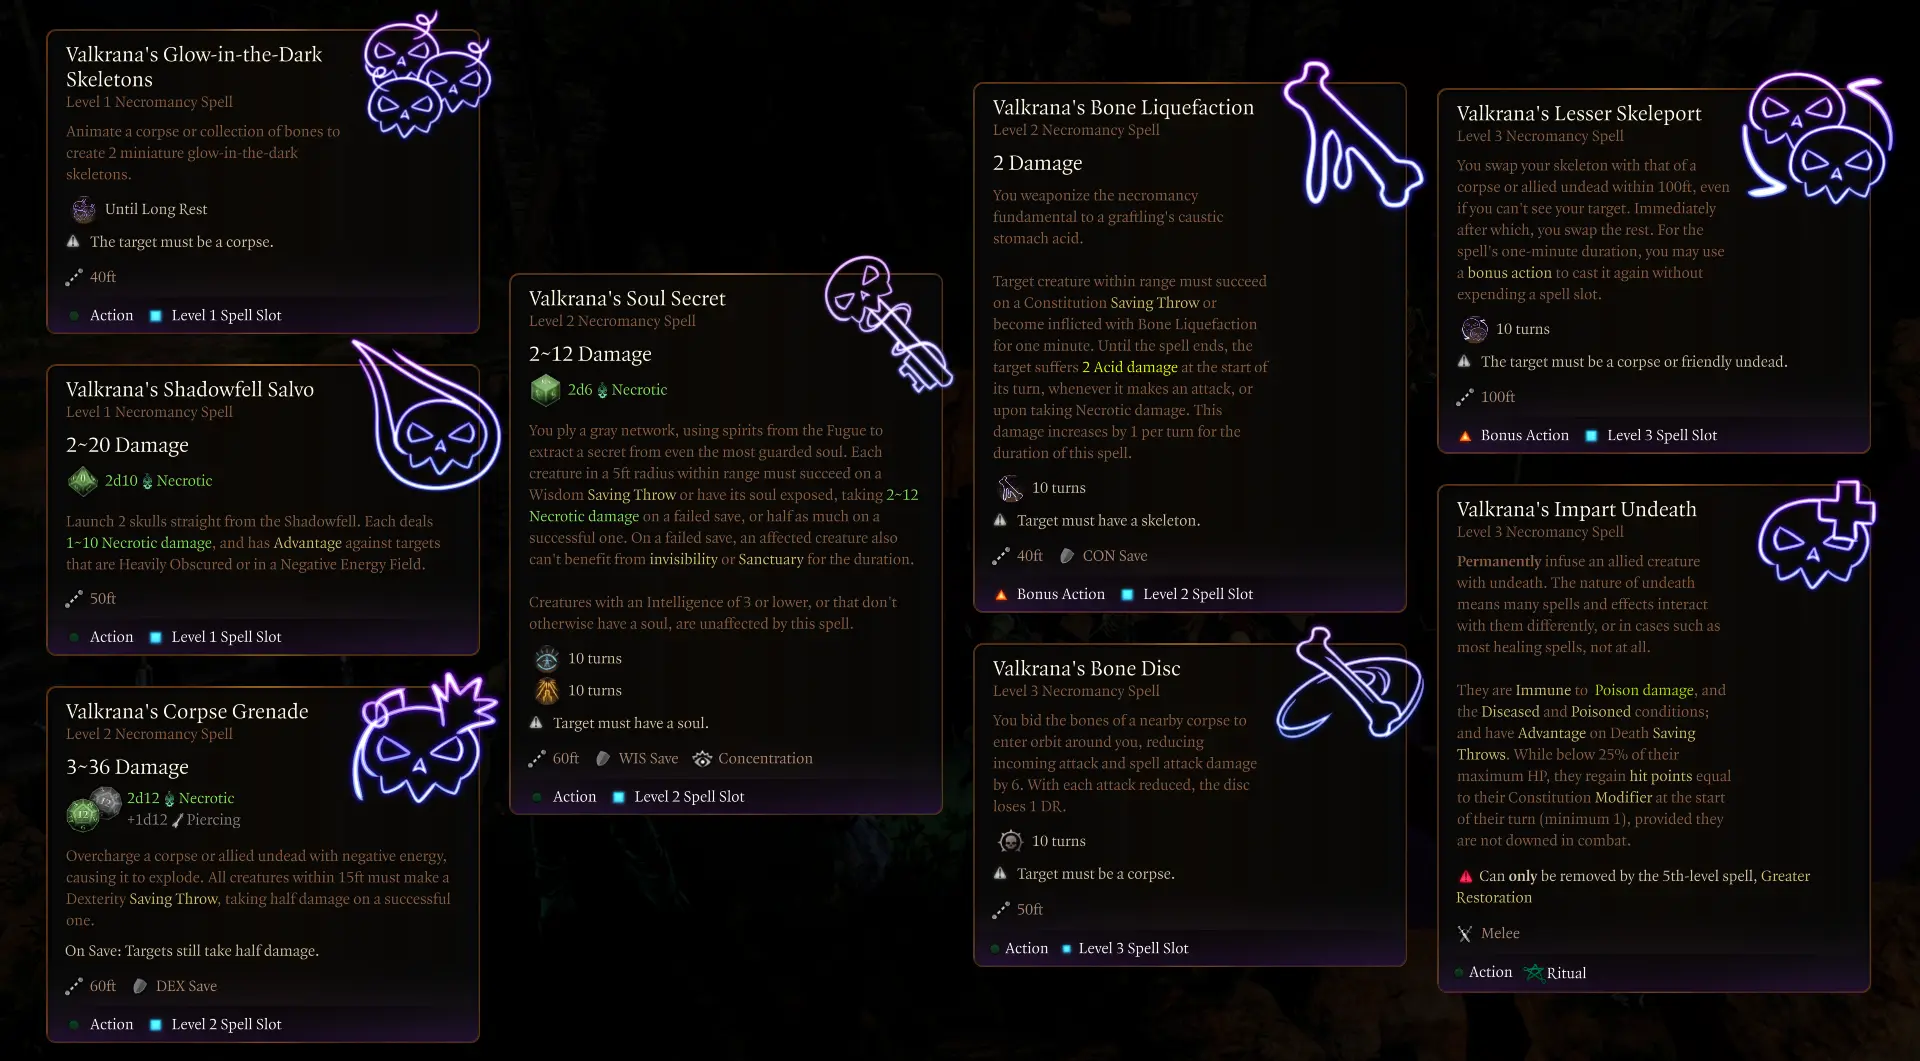 Valkrana's Glow-in-the-Dark
Skeletons
Level 1 Necromancy Spell
Animate a corpse or collection of bones to
create 2 miniature glow-in-the-dark
skeletons.
Until Long Rest
The target must be a corpse.
40ft
Action Level 1 Spell Slot
Valkrana's Shadowfell Salvo
Level 1 Necromancy Spell
2~20 Damage
2d10 Necrotic
Launch 2 skulls straight from the Shadowfell. Each deals
1~10 Necrotic damage, and has Advantage against targets
that are Heavily Obscured or in a Negative Energy Field.
50ft
Action Level 1 Spell Slot
Valkrana's Corpse Grenade
Level 2 Necromancy Spell
3~36 Damage
2d12 Necrotic
+1d12 Piercing
Overcharge a corpse or allied undead with negative energy,
causing it to explode. All creatures within 15ft must make a
Dexterity Saving Throw, taking half damage on a successful
one.
On Save: Targets still take half damage.
60ft DEX Save
Action Level 2 Spell Slot
Valkrana's Soul Secret
Level 2 Necromancy Spell
2~12 Damage
2d6 Necrotic
You ply a gray network, using spirits from the Fugue to
extract a secret from even the most guarded soul. Each
creature in a 5ft radius within range must succeed on a
Wisdom Saving Throw or have its soul exposed, taking 2~12
Necrotic damage on a failed save, or half as much on a
successful one. On a failed save, an affected creature also
can't benefit from invisibility or Sanctuary for the duration.
Creatures with an Intelligence of 3 or lower, or that don't
otherwise have a soul, are unaffected by this spell.
10 turns
10 turns
Target must have a soul.
60ft WIS Save Concentration
Action Level 2 Spell Slot
Valkrana's Bone Liquefaction
Level 2 Necromancy Spell
2 Damage
You weaponize the necromancy
fundamental to a graftling's caustic
stomach acid.
Target creature within range must succeed
on a Constitution Saving Throw or
become inflicted with Bone Liquefaction
for one minute. Until the spell ends, the
target suffers 2 Acid damage at the start of
its turn, whenever it makes an attack, or
upon taking Necrotic damage. This
damage increases by 1 per turn for the
duration of this spell.
10 turns
Target must have a skeleton.
40ft CON Save
Bonus Action Level 2 Spell Slot
Valkrana's Bone Disc
Level 3 Necromancy Spell
You bid the bones of a nearby corpse to
enter orbit around you, reducing
incoming attack and spell attack damage
by 6. With each attack reduced, the disc
loses 1 DR.
10 turns
Target must be a corpse.
50ft
Action Level 3 Spell Slot
Valkrana's Lesser Skeleport
Level 3 Necromancy Spell
You swap your skeleton with that of a
corpse or allied undead within 100ft, even
if you can't see your target. Immediately
after which, you swap the rest. For the
spell's one-minute duration, you may use
a bonus action to cast it again without
expending a spell slot.
10 turns
The target must be a corpse or friendly undead.
100ft
Bonus Action Level 3 Spell Slot
Valkrana's Impart Undeath
Level 3 Necromancy Spell
Permanently infuse an allied creature
with undeath. The nature of undeath
means many spells and effects interact
with them differently, or in cases such as
most healing spells, not at all.
They are Immune to Poison damage, and
the Diseased and Poisoned conditions;
and have Advantage on Death Saving
Throws. While below 25% of their
maximum HP, they regain hit points equal
to their Constitution Modifier at the start
of their turn (minimum 1), provided they
are not downed in combat.
Can only be removed by the 5th-level spell, Greater
Restoration
Melee
Action Ritual